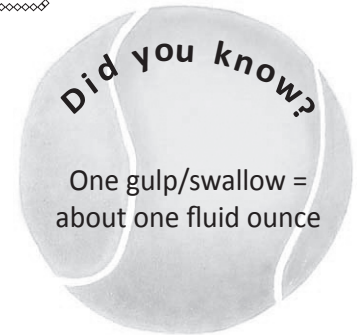 Did you know?
One gulp/swallow =
about one fluid ounce